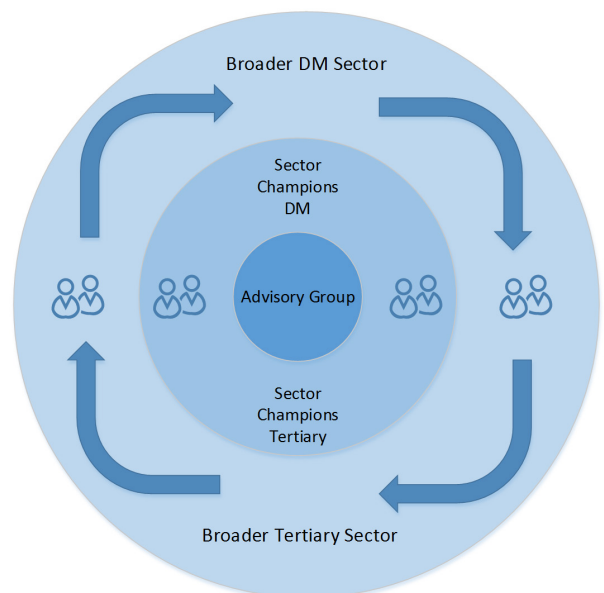 Broader DM Sector
Sector
Champions
DM
Advisory Group
Sector
Champions
Tertiary
Broader Tertiary Sector